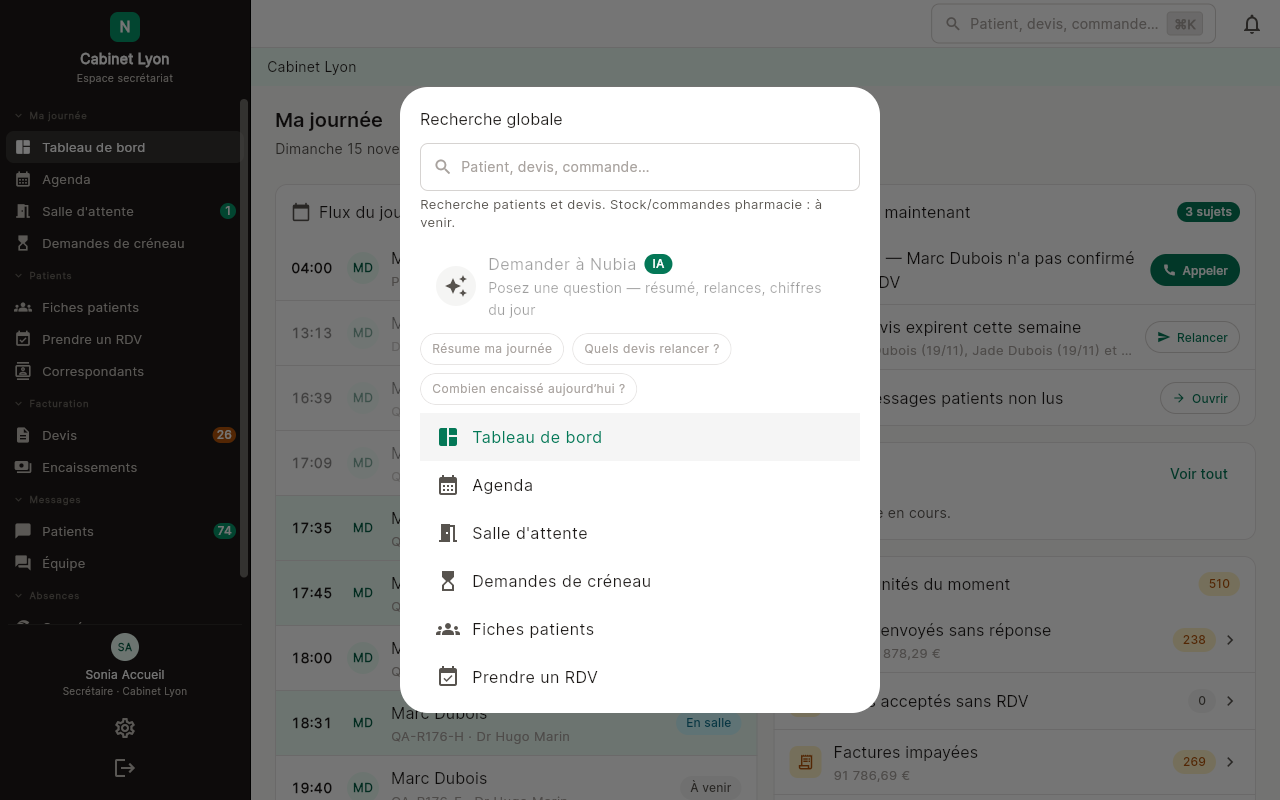 N
Cabinet Lyon
Espace secrétariat
Ma journée
Tableau de bord
Agenda
Salle d'attente
1
Demandes de créneau
Patients
Fiches patients
Prendre un RDV
Correspondants
Facturation
Devis
26
Encaissements
Messages
Patients
74
Équipe
Absences
SA
Sonia Accueil
Secrétaire · Cabinet Lyon
Patient, devis, commande...
⌘K
Cabinet Lyon
Ma journée
Dimanche 15 nove
Flux du jou
04:00 MD
13:13 MD
16:39 MD
17:09 MD
17:35 MD
17:45 MD
18:00 MD
18:31 MD Marc Dubois
QA-R176-H · Dr Hugo Marin
En salle
19:40 MD Marc Dubois
À venir
Recherche globale
Patient, devis, commande...
Recherche patients et devis. Stock/commandes pharmacie : à
venir.
Demander à Nubia IA
Posez une question — résumé, relances, chiffres
du jour
Résume ma journée
Quels devis relancer ?
Combien encaissé aujourd'hui ?
Tableau de bord
Agenda
Salle d'attente
Demandes de créneau
Fiches patients
Prendre un RDV
maintenant
3 sujets
— Marc Dubois n'a pas confirmé
DV
Appeler
vis expirent cette semaine
ubois (19/11), Jade Dubois (19/11) et ...
Relancer
ssages patients non lus
Ouvrir
Voir tout
e en cours.
nités du moment
510
envoyés sans réponse
878,29 €
238
acceptés sans RDV
0
Factures impayées
91 786,69 €
269